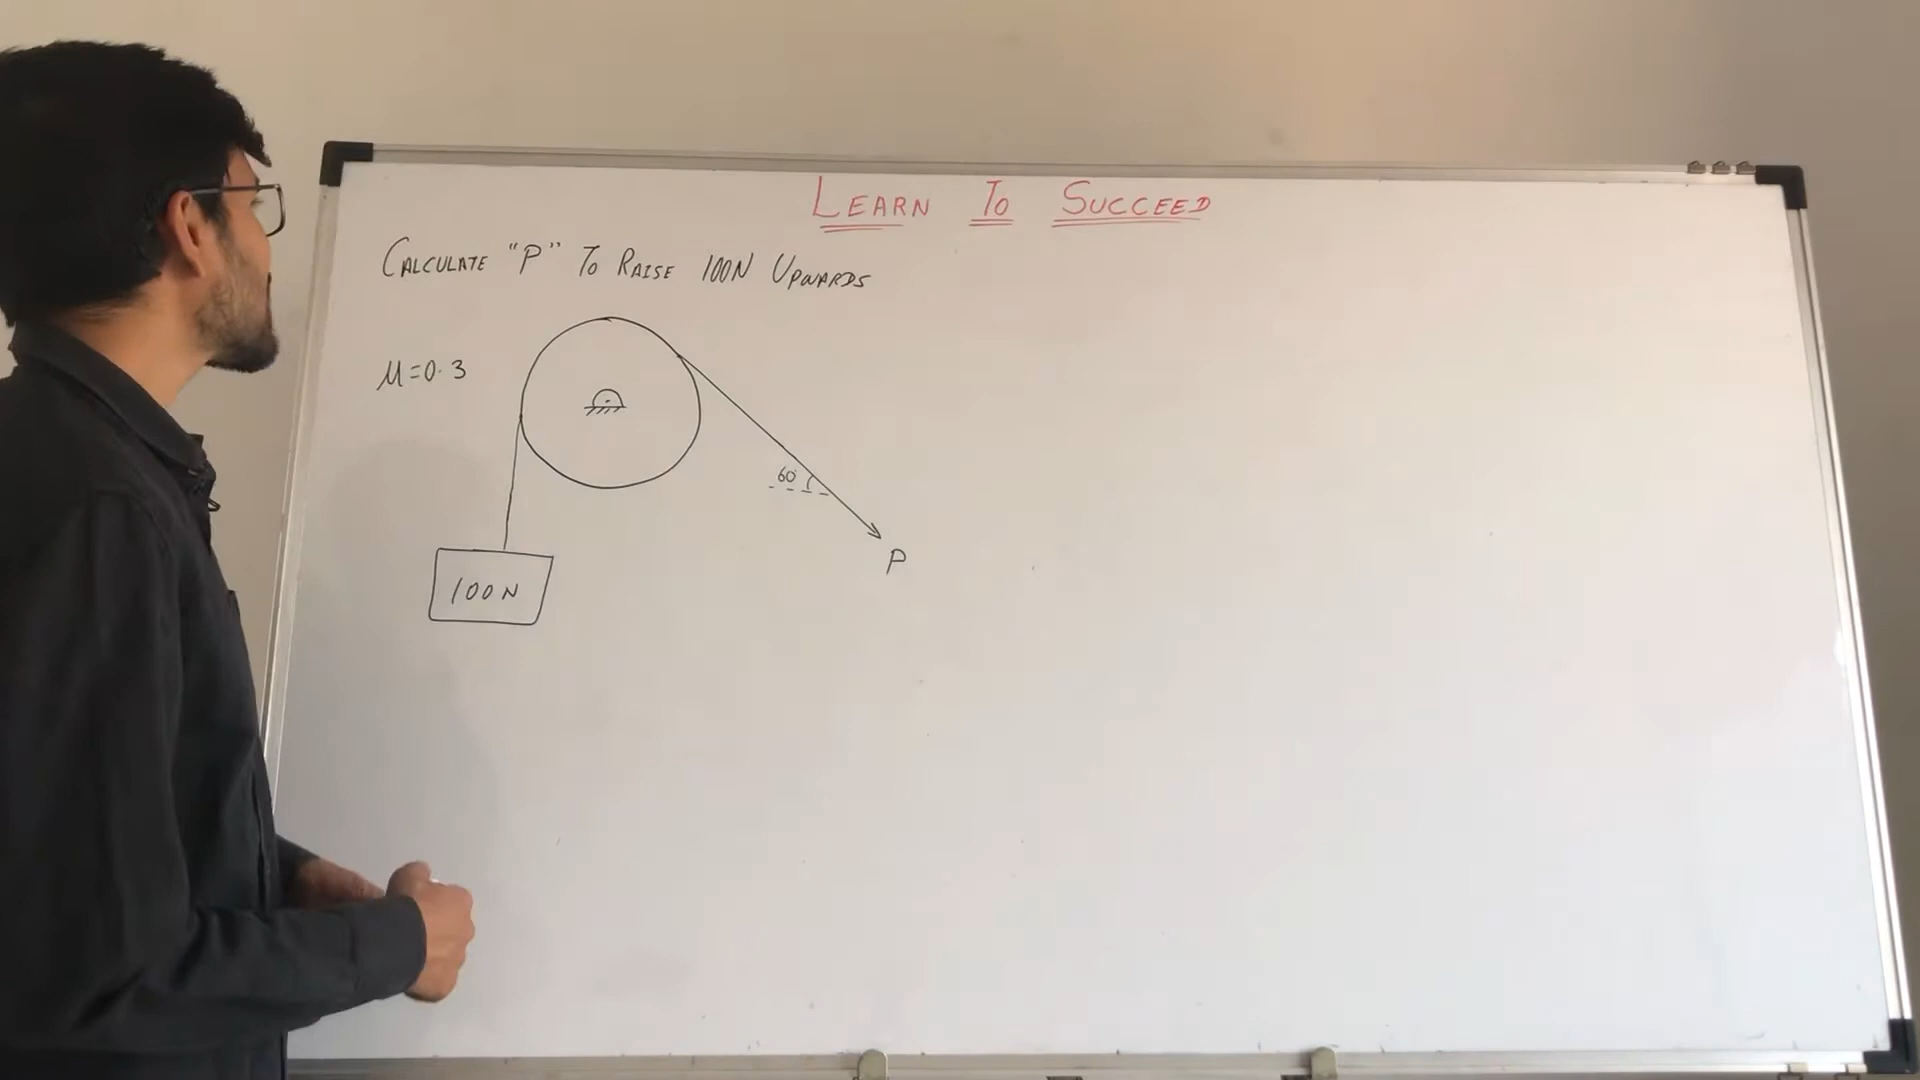 LEARN TO SUCCEED
CALCULATE "P" TO RAISE 100N UPWARDS
μ=0.3
60°
P
100N